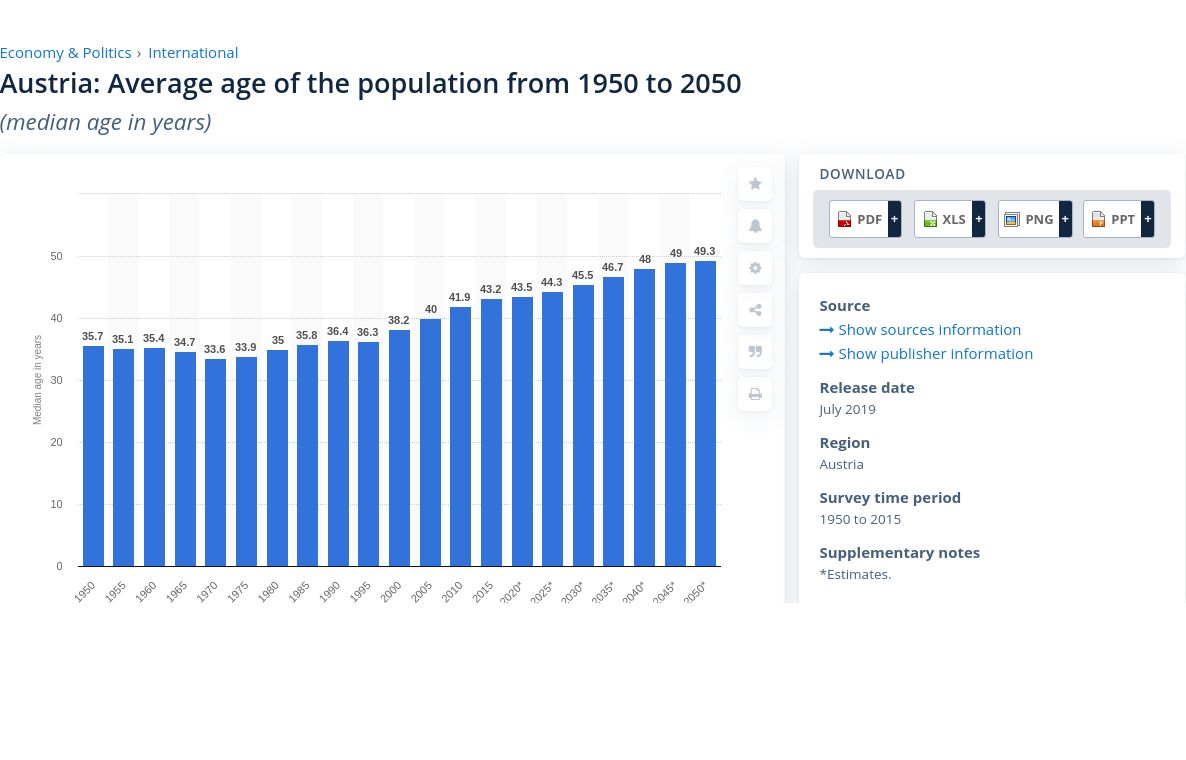 Economy & Politics › International
Austria: Average age of the population from 1950 to 2050
(median age in years)
Median age in years
50
40
30
20
10
0
35.7
35.1
35.4
34.7
33.6
33.9
35
35.8
36.4
36.3
38.2
40
41.9
43.2
43.5
44.3
45.5
46.7
48
49
49.3
1950
1955
1960
1965
1970
1975
1980
1985
1990
1995
2000
2005
2010
2015
2020*
2025*
2030*
2035*
2040*
2045*
2050*
DOWNLOAD
PDF +
XLS +
PNG +
PPT +
Source
Show sources information
Show publisher information
Release date
July 2019
Region
Austria
Survey time period
1950 to 2015
Supplementary notes
*Estimates.